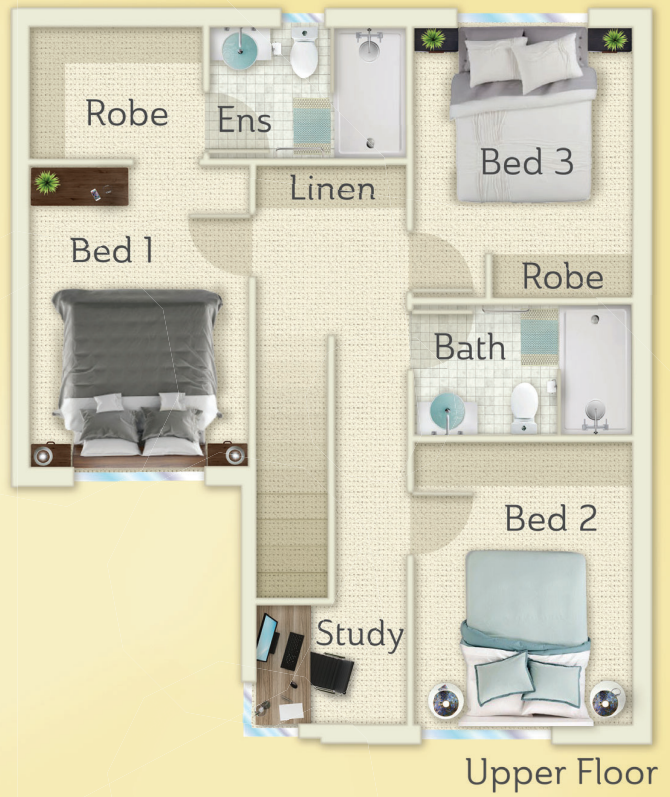 Robe
Ens
Linen
Bed 3
Bed 1
Robe
Bath
Bed 2
Study
Upper Floor